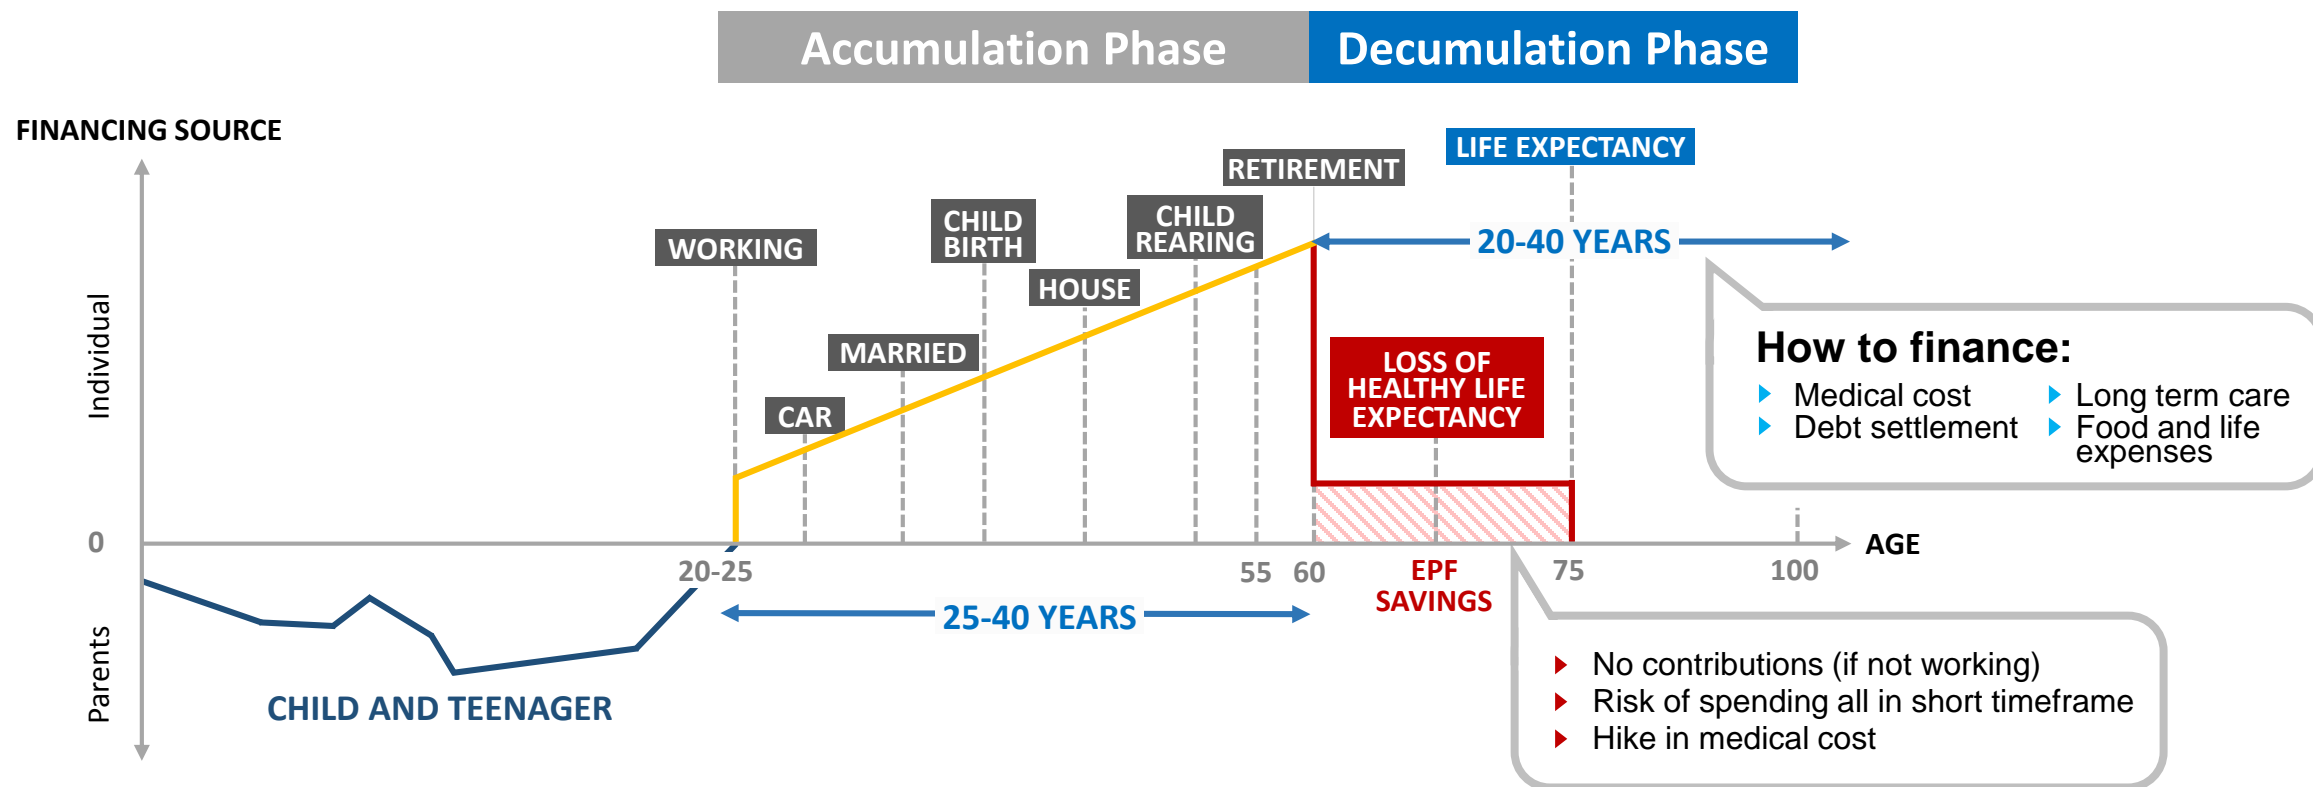 Accumulation Phase
Decumulation Phase
FINANCING SOURCE
LIFE EXPECTANCY
RETIREMENT
CHILD
BIRTH
CHILD
REARING
WORKING
20-40 YEARS
HOUSE
MARRIED
CAR
LOSS OF
HEALTHY LIFE
EXPECTANCY
How to finance:
Medical cost
Debt settlement
Long term care
Food and life
expenses
Individual
0
Parents
AGE
20-25
55
60
EPF
SAVINGS
75
100
25-40 YEARS
CHILD AND TEENAGER
No contributions (if not working)
Risk of spending all in short timeframe
Hike in medical cost